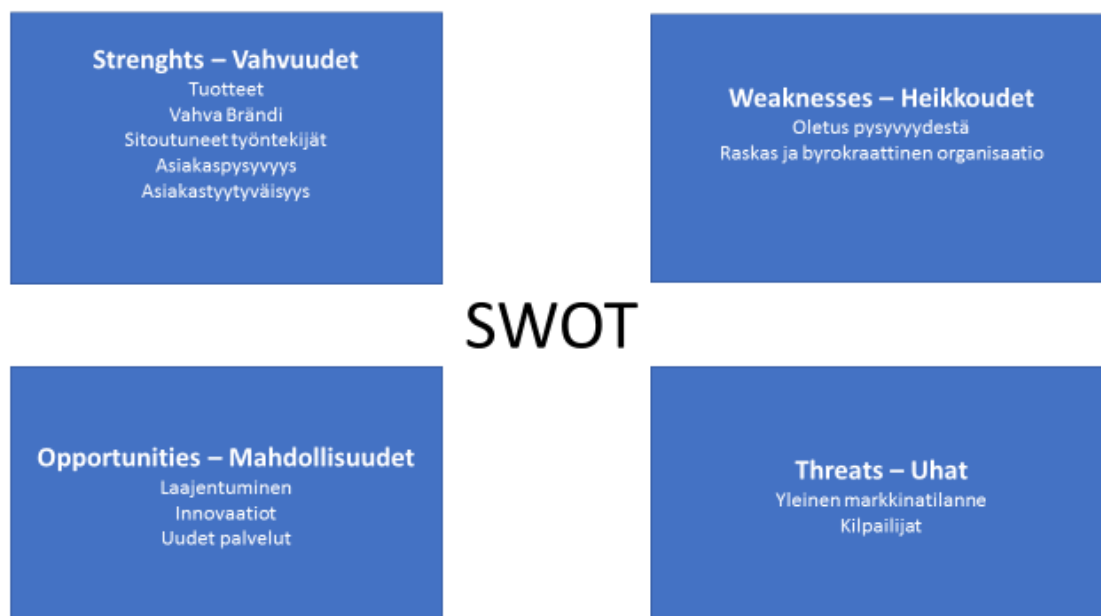 Strenghts – Vahvuudet
Tuotteet
Vahva Brändi
Sitoutuneet työntekijät
Asiakaspysyvyys
Asiakastyytyväisyys
Weaknesses – Heikkoudet
Oletus pysyvyydestä
Raskas ja byrokraattinen organisaatio
SWOT
Opportunities – Mahdollisuudet
Laajentuminen
Innovaatiot
Uudet palvelut
Threats – Uhat
Yleinen markkinatilanne
Kilpailijat